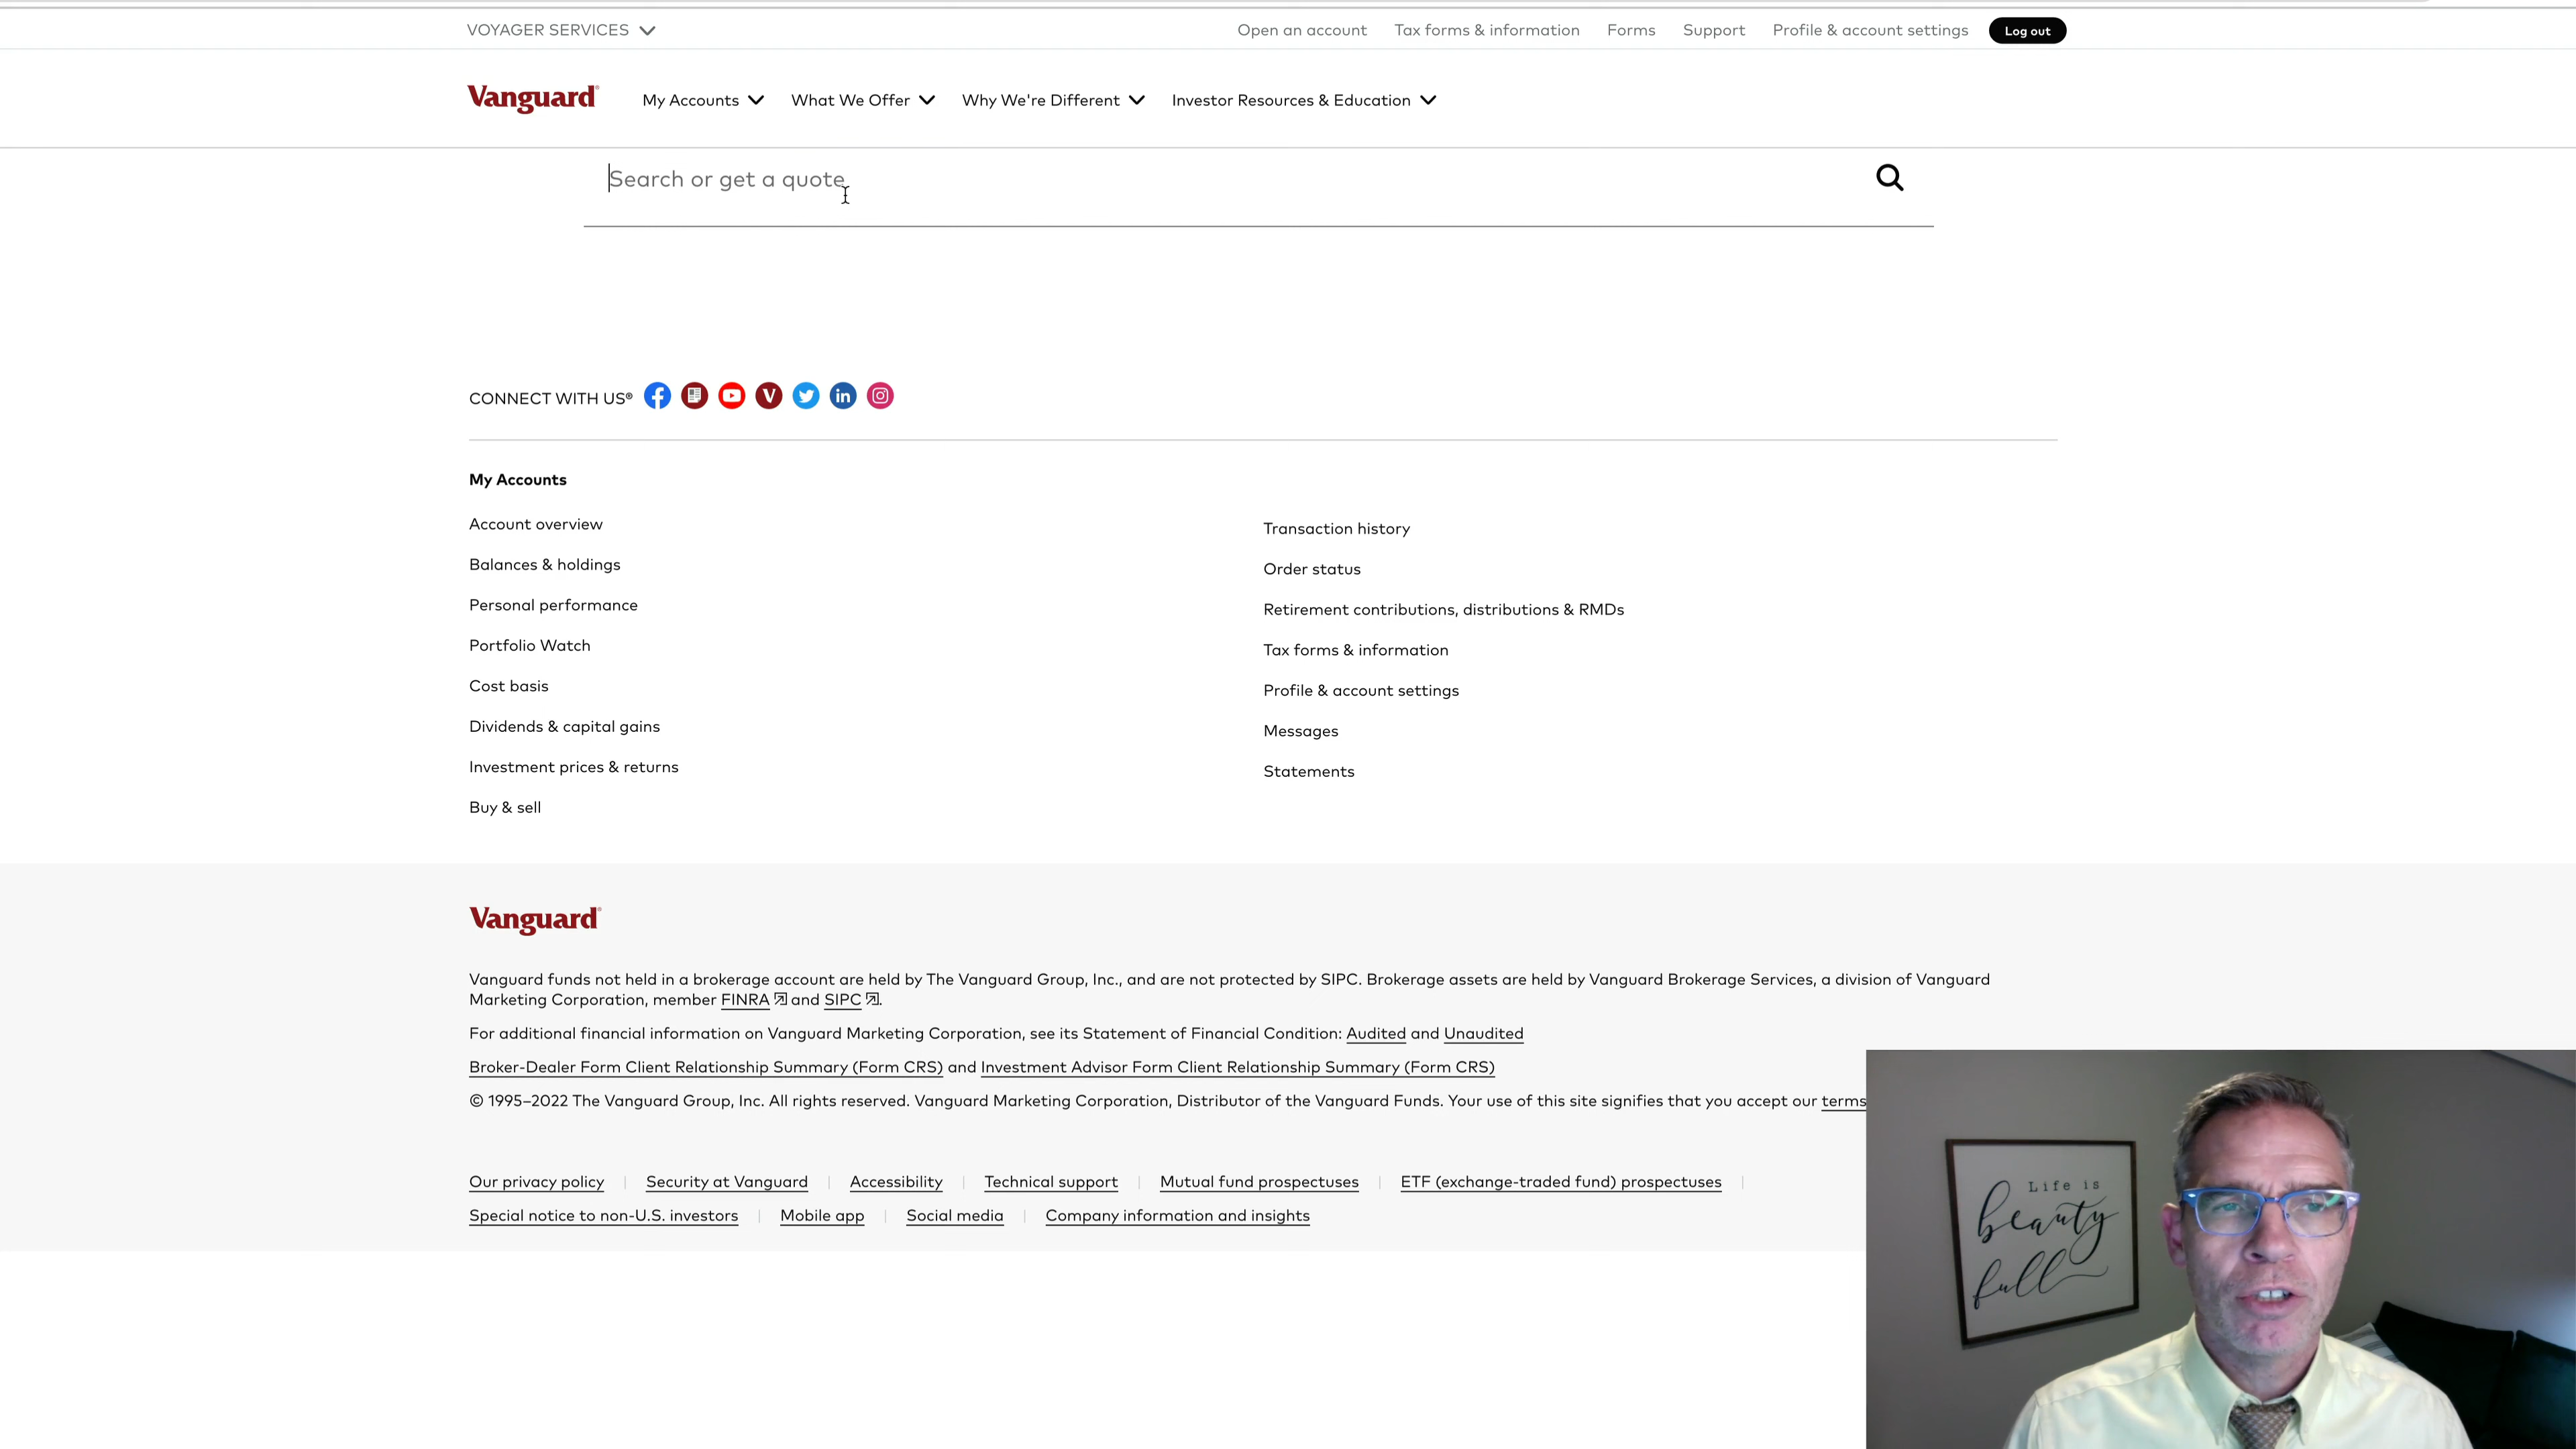 VOYAGER SERVICES Open an account Tax forms & information Forms Support Profile & account settings Log out
Vanguard® My Accounts What We Offer Why We're Different Investor Resources & Education
Search or get a quote
CONNECT WITH US®
My Accounts
Account overview
Balances & holdings
Personal performance
Portfolio Watch
Cost basis
Dividends & capital gains
Investment prices & returns
Buy & sell
Transaction history
Order status
Retirement contributions, distributions & RMDs
Tax forms & information
Profile & account settings
Messages
Statements
Vanguard®
Vanguard funds not held in a brokerage account are held by The Vanguard Group, Inc., and are not protected by SIPC. Brokerage assets are held by Vanguard Brokerage Services, a division of Vanguard
Marketing Corporation, member FINRA and SIPC.
For additional financial information on Vanguard Marketing Corporation, see its Statement of Financial Condition: Audited and Unaudited
Broker-Dealer Form Client Relationship Summary (Form CRS) and Investment Advisor Form Client Relationship Summary (Form CRS)
© 1995–2022 The Vanguard Group, Inc. All rights reserved. Vanguard Marketing Corporation, Distributor of the Vanguard Funds. Your use of this site signifies that you accept our terms
Our privacy policy | Security at Vanguard | Accessibility | Technical support | Mutual fund prospectuses | ETF (exchange-traded fund) prospectuses |
Special notice to non-U.S. investors | Mobile app | Social media | Company information and insights
Life is
beauty
full